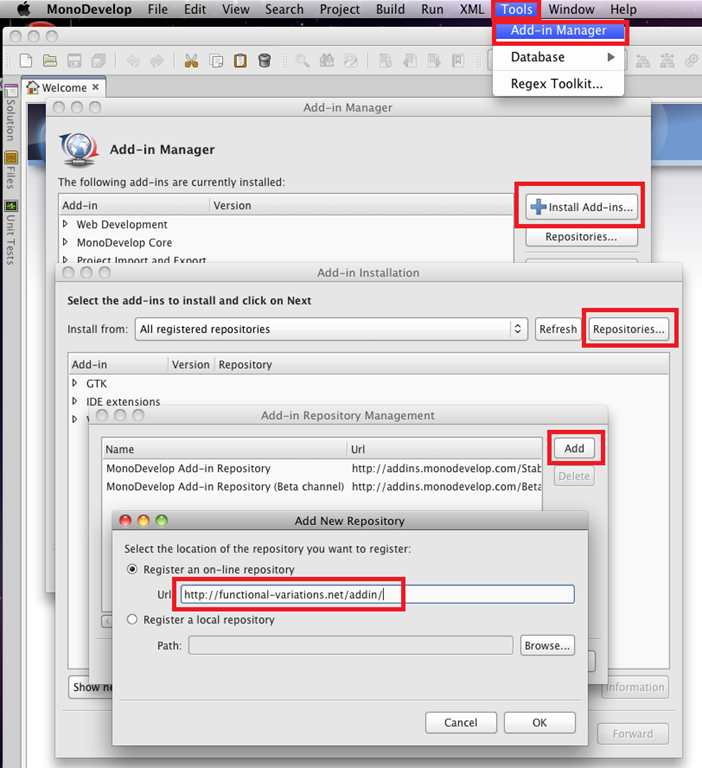 MonoDevelop File Edit View Search Project Build Run XML Tools Window Help
Add-in Manager
Database
Regex Toolkit...
Welcome
Solution
Files
Unit Tests
Add-in Manager
Add-in Manager
The following add-ins are currently installed:
Add-in Version
Web Development
MonoDevelop Core
Project Import and Export
Install Add-ins...
Repositories...
Add-in Installation
Select the add-ins to install and click on Next
Install from: All registered repositories Refresh Repositories...
Add-in Version Repository
GTK
IDE extensions
Add-in Repository Management
Name Url
MonoDevelop Add-in Repository http://addins.monodevelop.com/Stab
MonoDevelop Add-in Repository (Beta channel) http://addins.monodevelop.com/Beta
Add
Delete
Add New Repository
Select the location of the repository you want to register:
Register an on-line repository
Url http://functional-variations.net/addin/
Register a local repository
Path: Browse...
Show ne
Information
Cancel OK
Forward